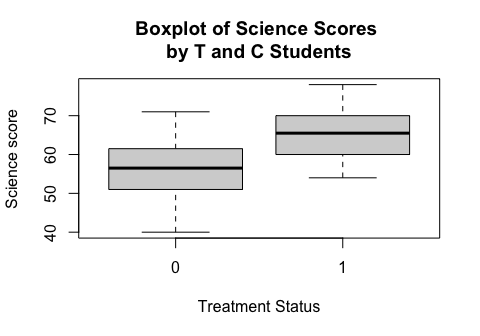 Boxplot of Science Scores
by T and C Students
Science score
70
60
50
40
0
1
Treatment Status